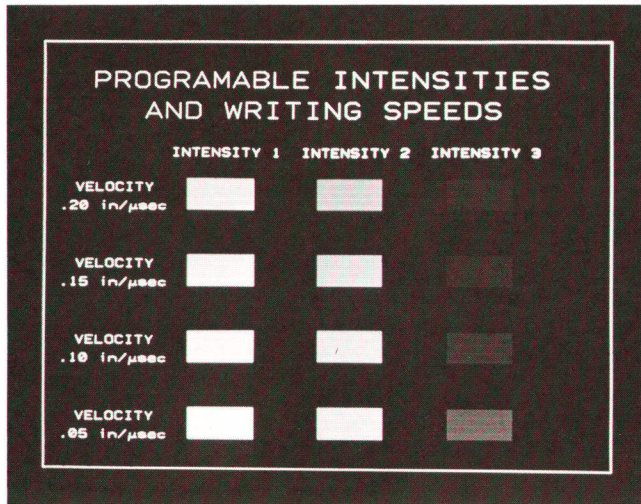 PROGRAMABLE INTENSITIES
AND WRITING SPEEDS
INTENSITY 1 INTENSITY 2 INTENSITY 3
VELOCITY
.20 in/μsec
VELOCITY
.15 in/μsec
VELOCITY
.10 in/μsec
VELOCITY
.05 in/μsec